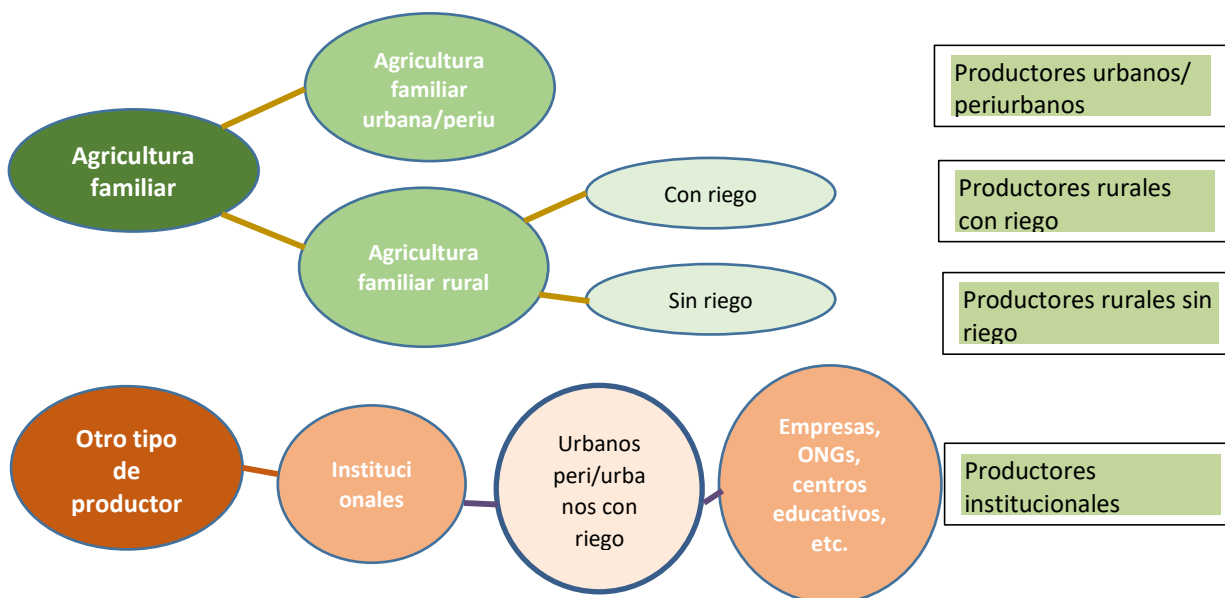 Agricultura
familiar
urbana/periu
Productores urbanos/
periurbanos
Agricultura
familiar
Con riego
Productores rurales
con riego
Agricultura
familiar rural
Sin riego
Productores rurales sin
riego
Otro tipo
de
productor
Instituci
onales
Urbanos
peri/urba
nos con
riego
Empresas,
ONGs,
centros
educativos,
etc.
Productores
institucionales